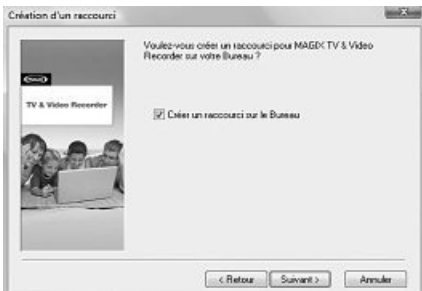 Création d'un raccourci
Voulez-vous créer un raccourci pour MAGIX TV & Video
Recorder sur votre Bureau ?
MAGIX
TV & Video Recorder
Créer un raccourci sur le Bureau
< Retour
Suivant >
Annuler